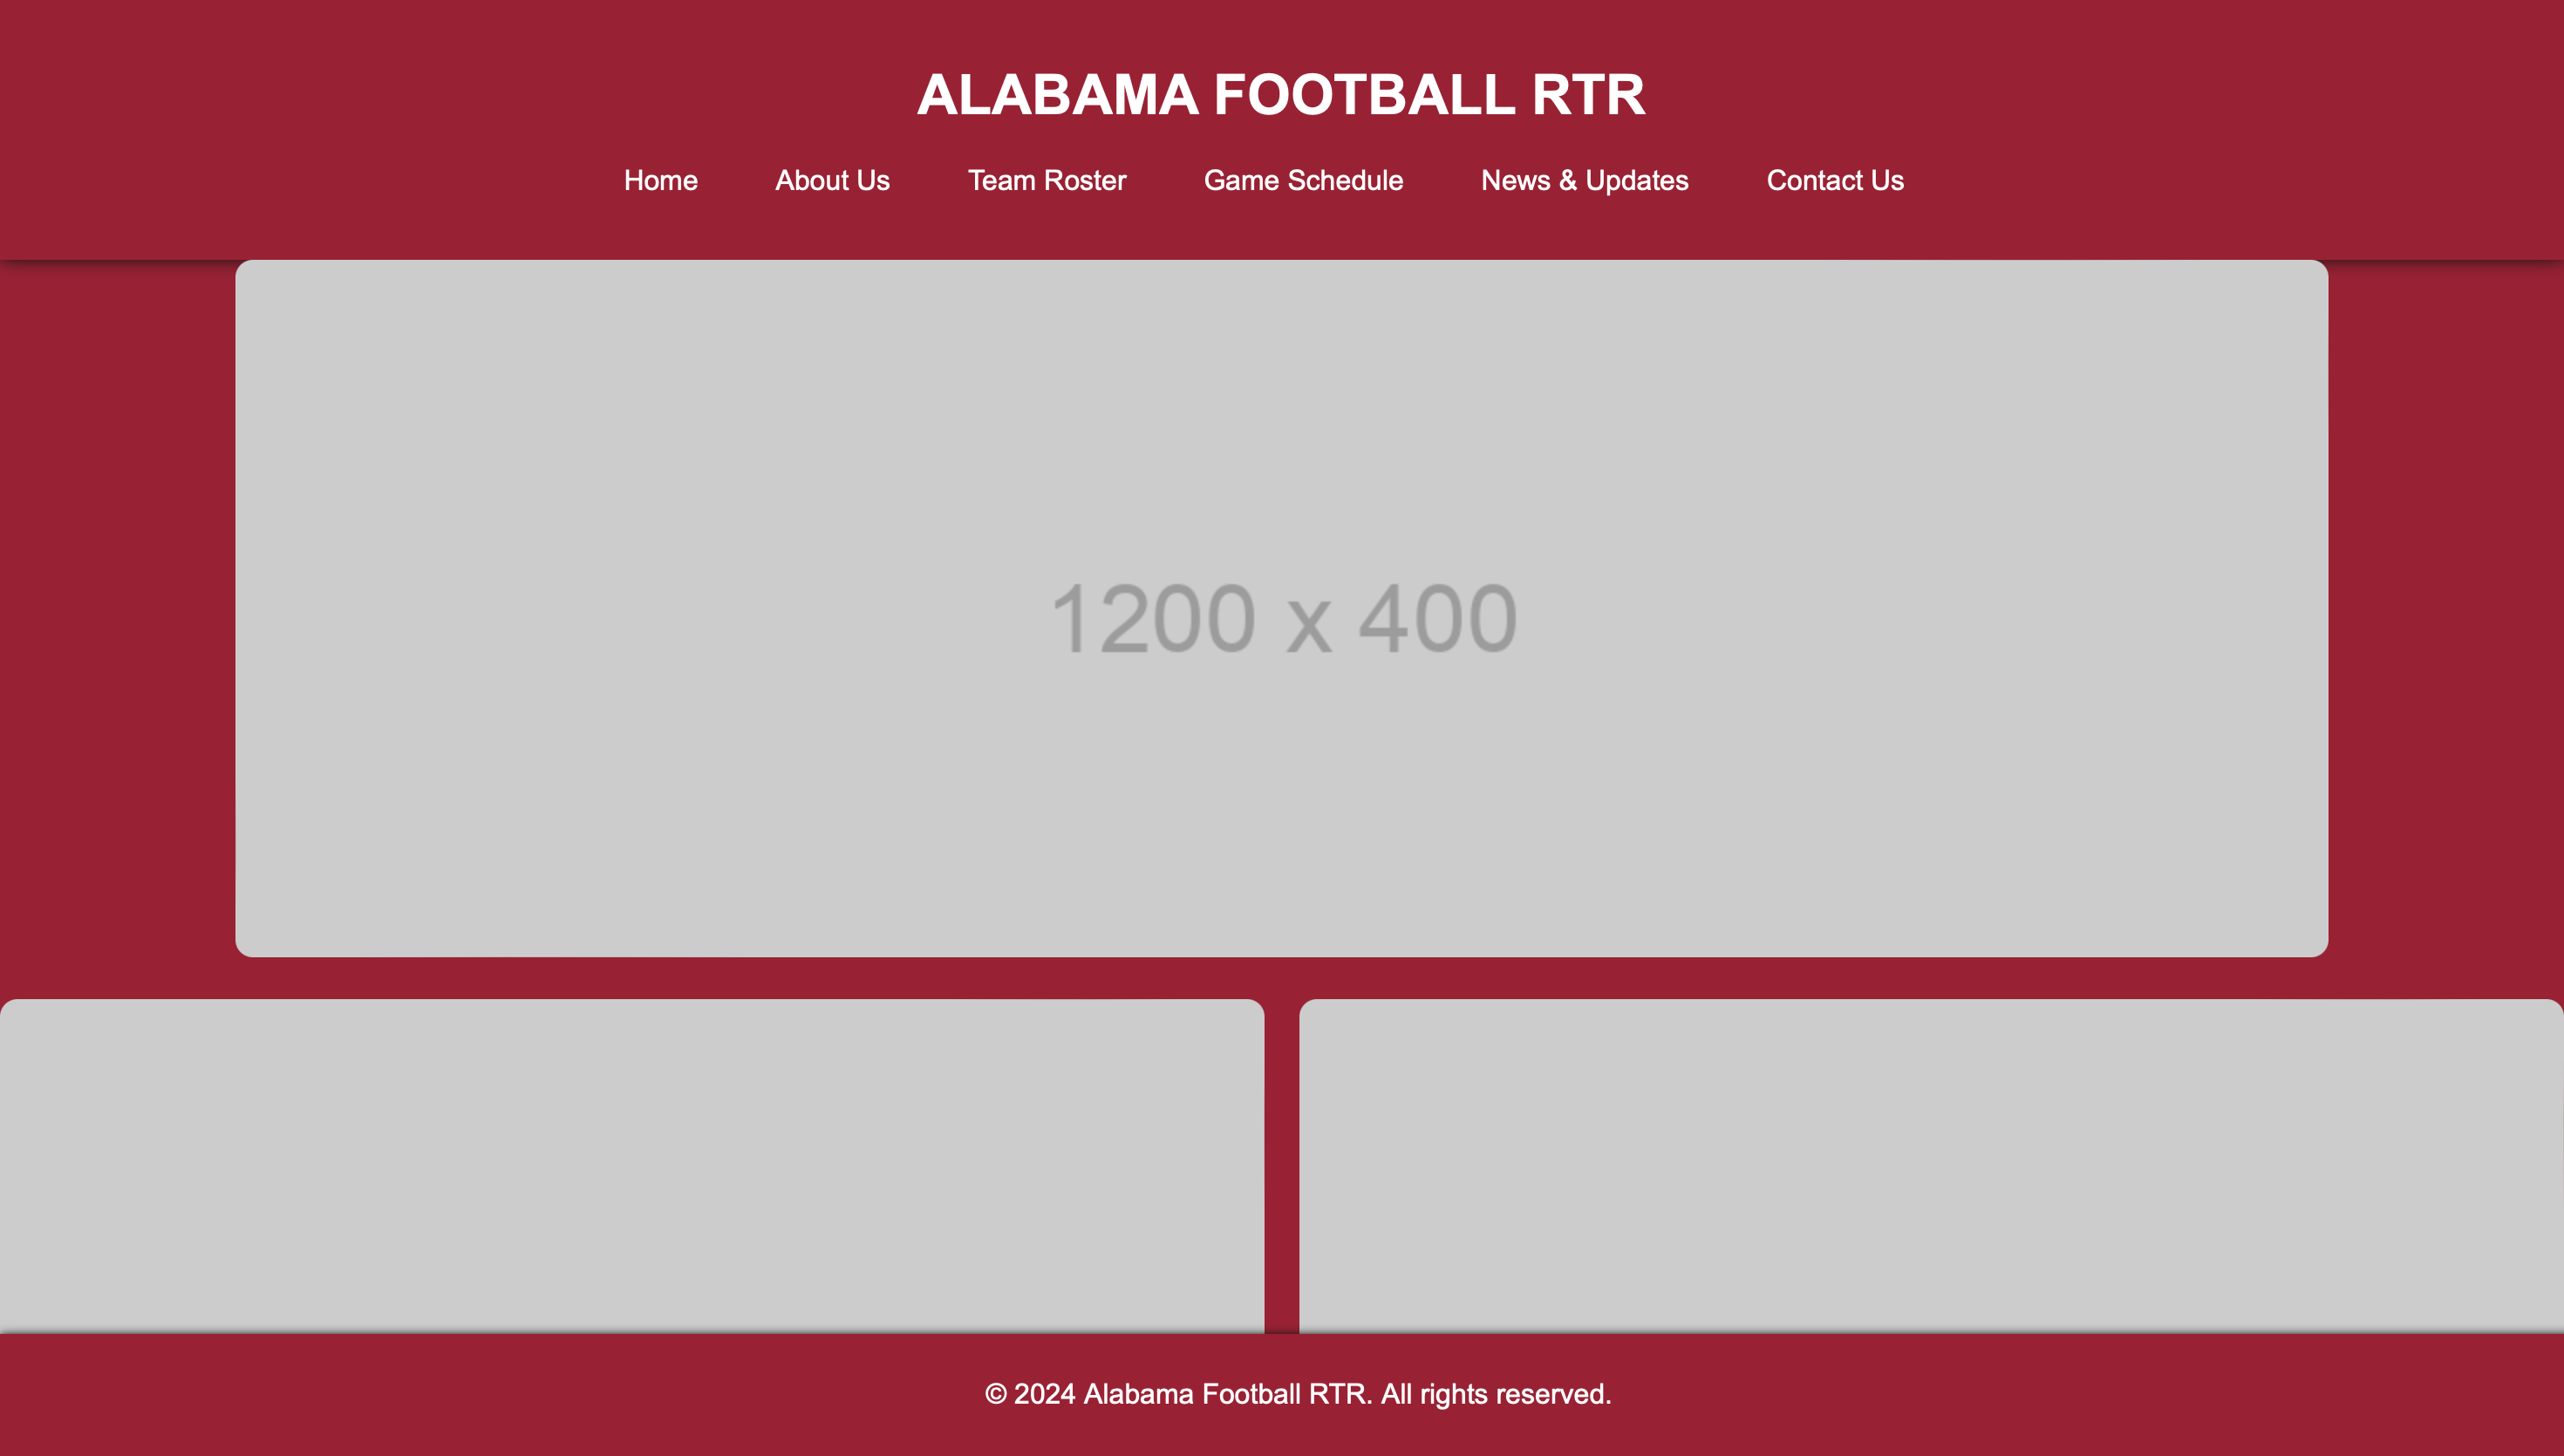 ALABAMA FOOTBALL RTR
Home About Us Team Roster Game Schedule News & Updates Contact Us
1200 x 400
© 2024 Alabama Football RTR. All rights reserved.